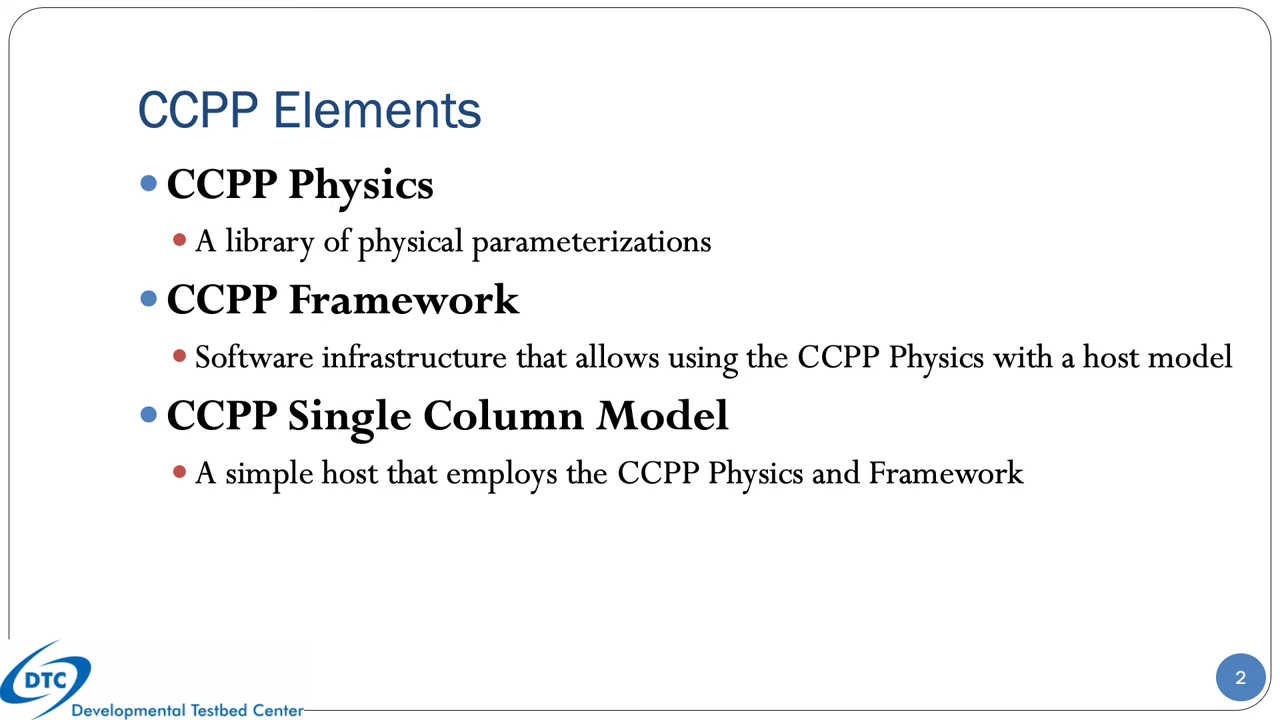 CCPP Elements
CCPP Physics
A library of physical parameterizations
CCPP Framework
Software infrastructure that allows using the CCPP Physics with a host model
CCPP Single Column Model
A simple host that employs the CCPP Physics and Framework
DTC
Developmental Testbed Center
2